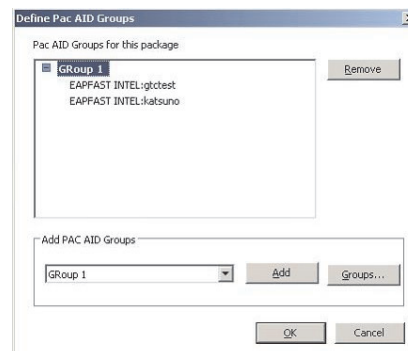 Define Pac AID Groups
Pac AID Groups for this package
GRoup 1
Remove
EAPFAST INTEL:gtctest
EAPFAST INTEL:katsuno
Add PAC AID Groups
GRoup 1
Add
Groups...
OK
Cancel